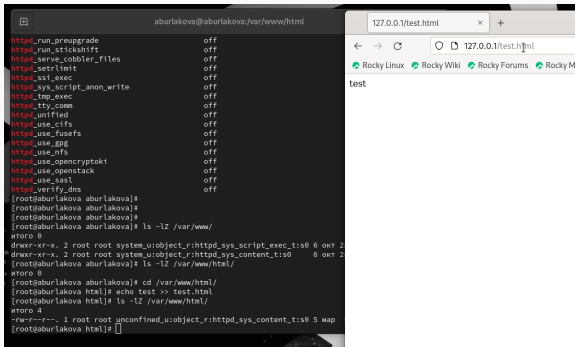 aburlakova@aburlakova:/var/www/html
httpd_run_preupgrade off
httpd_run_stickshift off
httpd_serve_cobbler_files off
httpd_setrlimit off
httpd_ssi_exec off
httpd_sys_script_anon_write off
httpd_tmp_exec off
httpd_tty_comm off
httpd_unified off
httpd_use_cifs off
httpd_use_fusefs off
httpd_use_gpg off
httpd_use_nfs off
httpd_use_opencryptoki off
httpd_use_openstack off
httpd_use_sasl off
httpd_verify_dns off
[root@aburlakova aburlakova]#
[root@aburlakova aburlakova]#
[root@aburlakova aburlakova]#
[root@aburlakova aburlakova]# ls -lZ /var/www/
итого 0
drwxr-xr-x. 2 root root system_u:object_r:httpd_sys_script_exec_t:s0 6 окт 2
drwxr-xr-x. 2 root root system_u:object_r:httpd_sys_content_t:s0 6 окт 2
[root@aburlakova aburlakova]# ls -lZ /var/www/html/
итого 0
[root@aburlakova aburlakova]# cd /var/www/html/
[root@aburlakova html]# echo test >> test.html
[root@aburlakova html]# ls -lZ /var/www/html/
итого 4
-rw-r--r--. 1 root root unconfined_u:object_r:httpd_sys_content_t:s0 5 мар
[root@aburlakova html]#
127.0.0.1/test.html
127.0.0.1/test.html
Rocky Linux Rocky Wiki Rocky Forums Rocky M
test